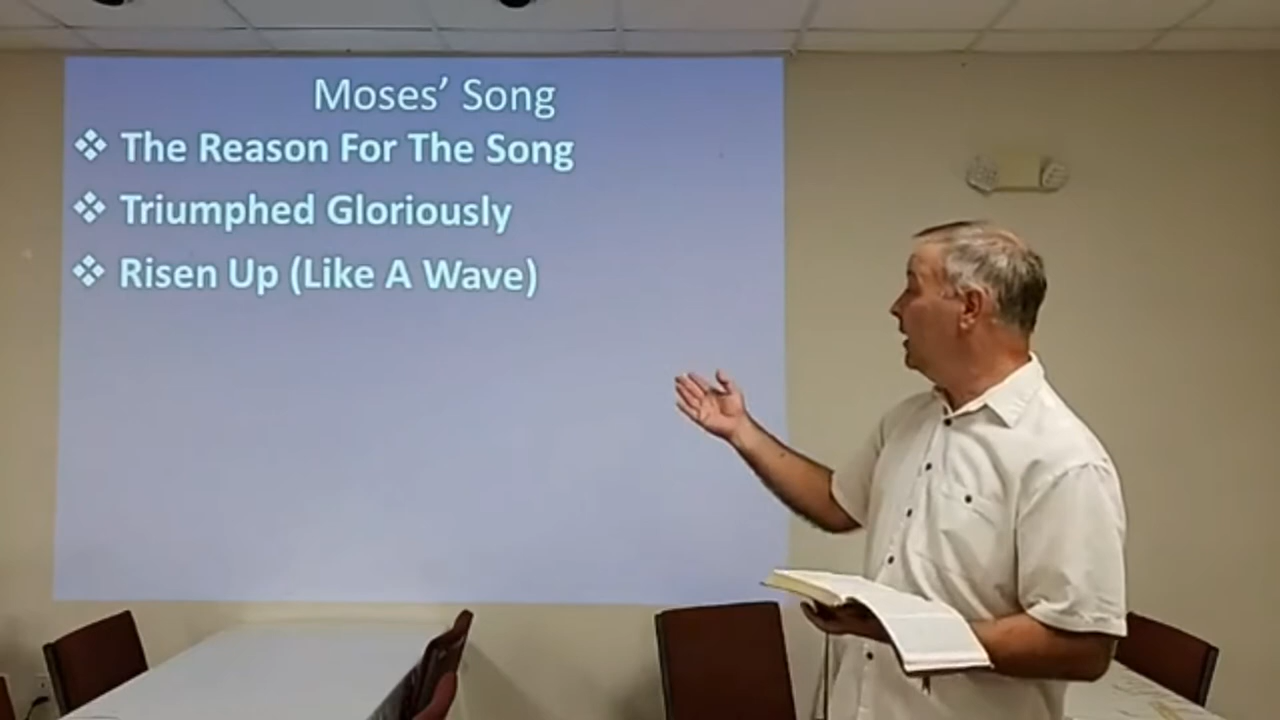 Moses’ Song
❖ The Reason For The Song
❖ Triumphed Gloriously
❖ Risen Up (Like A Wave)